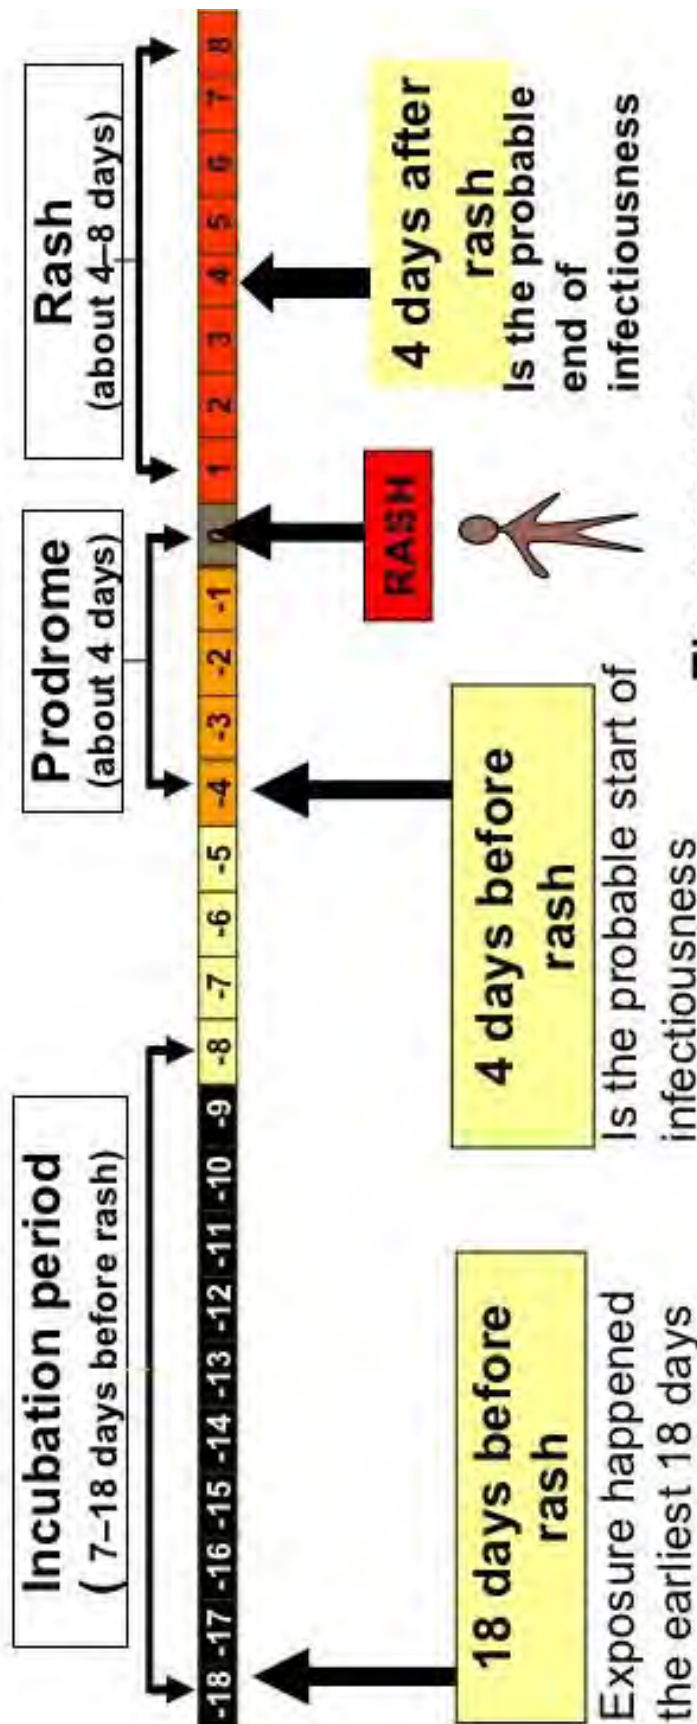 Incubation period
( 7–18 days before rash)
Prodrome
(about 4 days)
Rash
(about 4–8 days)
-18 -17 -16 -15 -14 -13 -12 -11 -10 -9 -8 -7 -6 -5 -4 -3 -2 -1 0 1 2 3 4 5 6 7 8
18 days before
rash
Exposure happened
the earliest 18 days
4 days before
rash
Is the probable start of
infectiousness
RASH
4 days after
rash
Is the probable
end of
infectiousness